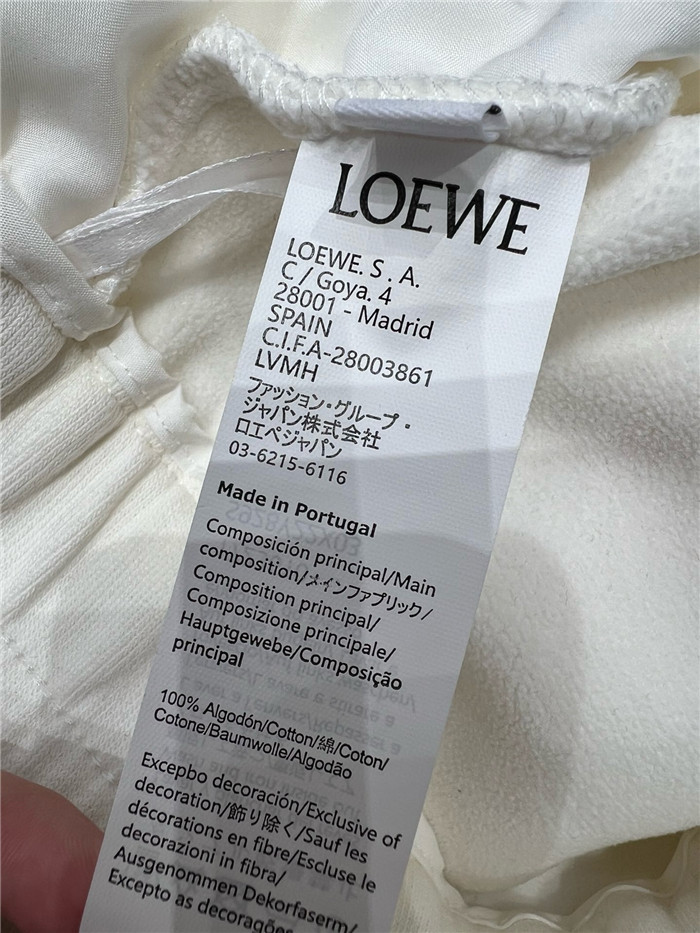 LOEWE
LOEWE. S. A.
C / Goya. 4
28001 - Madrid
SPAIN
C.I.F.A-28003861
LVMH
ファッション・グループ・
ジャパン株式会社
ロエベジャパン
03-6215-6116
Made in Portugal
Composición principal/Main
composition/メインファブリック/
Composition principal/
Composizione principale/
Hauptgewebe/Composição
principal
100% Algodón/Cotton/綿/Coton/
Cotone/Baumwolle/Algodão
Excepbo decoración/Exclusive of
decoration/飾り除く/Sauf les
décorations en fibre/Escluse le
decorazioni in fibra/
Ausgenommen Dekorfaserm/
Excepto as decorações